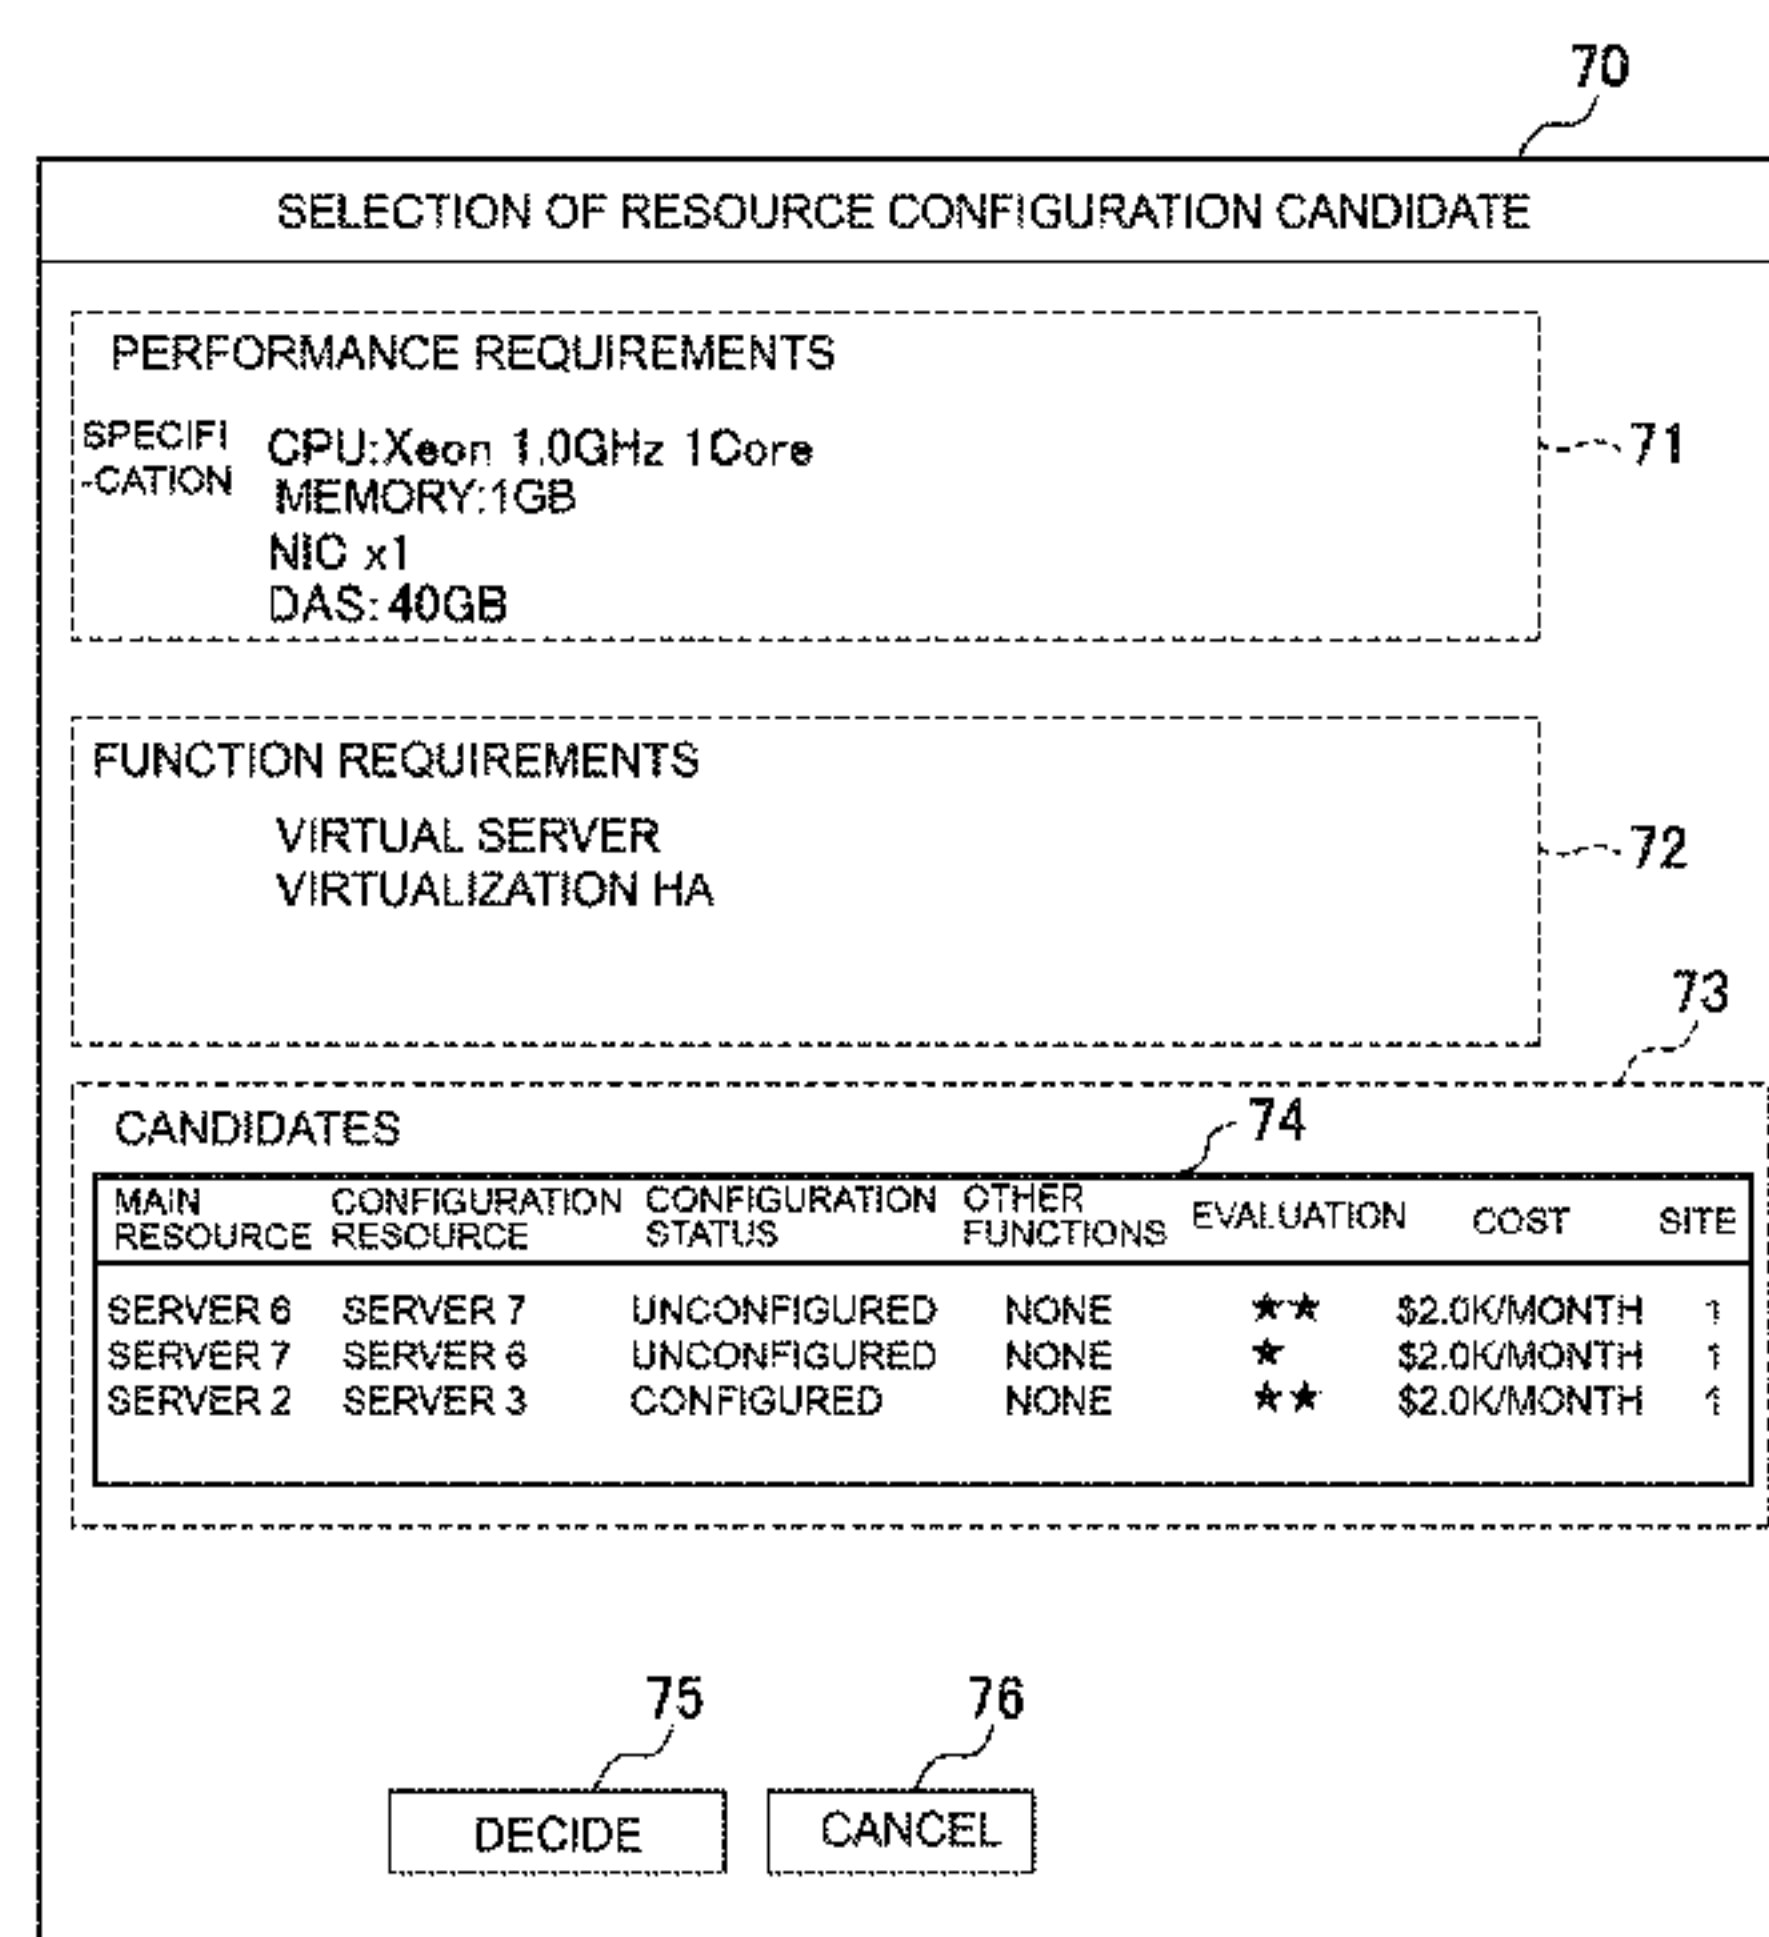 70
SELECTION OF RESOURCE CONFIGURATION CANDIDATE
PERFORMANCE REQUIREMENTS
SPECIFI
-CATION
CPU:Xeon 1.0GHz 1Core
MEMORY:1GB
NIC x1
DAS:40GB
71
FUNCTION REQUIREMENTS
VIRTUAL SERVER
VIRTUALIZATION HA
72
73
CANDIDATES
74
MAIN RESOURCE CONFIGURATION RESOURCE CONFIGURATION STATUS OTHER FUNCTIONS EVALUATION COST SITE
SERVER 6 SERVER 7 UNCONFIGURED NONE ★★ $2.0K/MONTH 1
SERVER 7 SERVER 6 UNCONFIGURED NONE ★ $2.0K/MONTH 1
SERVER 2 SERVER 3 CONFIGURED NONE ★★ $2.0K/MONTH 1
75
76
DECIDE
CANCEL